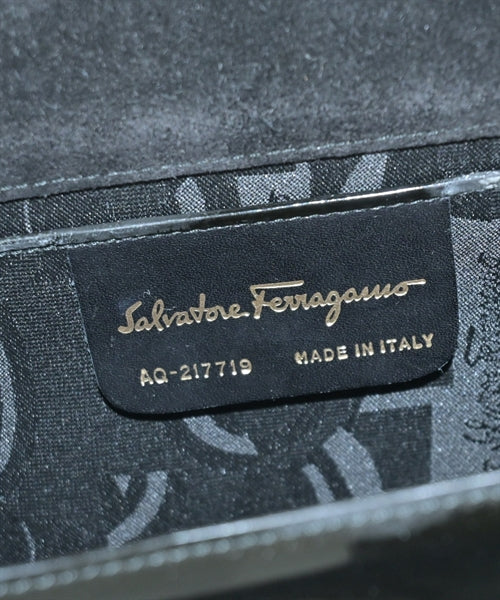 Salvatore Ferragamo
AQ-217719 MADE IN ITALY